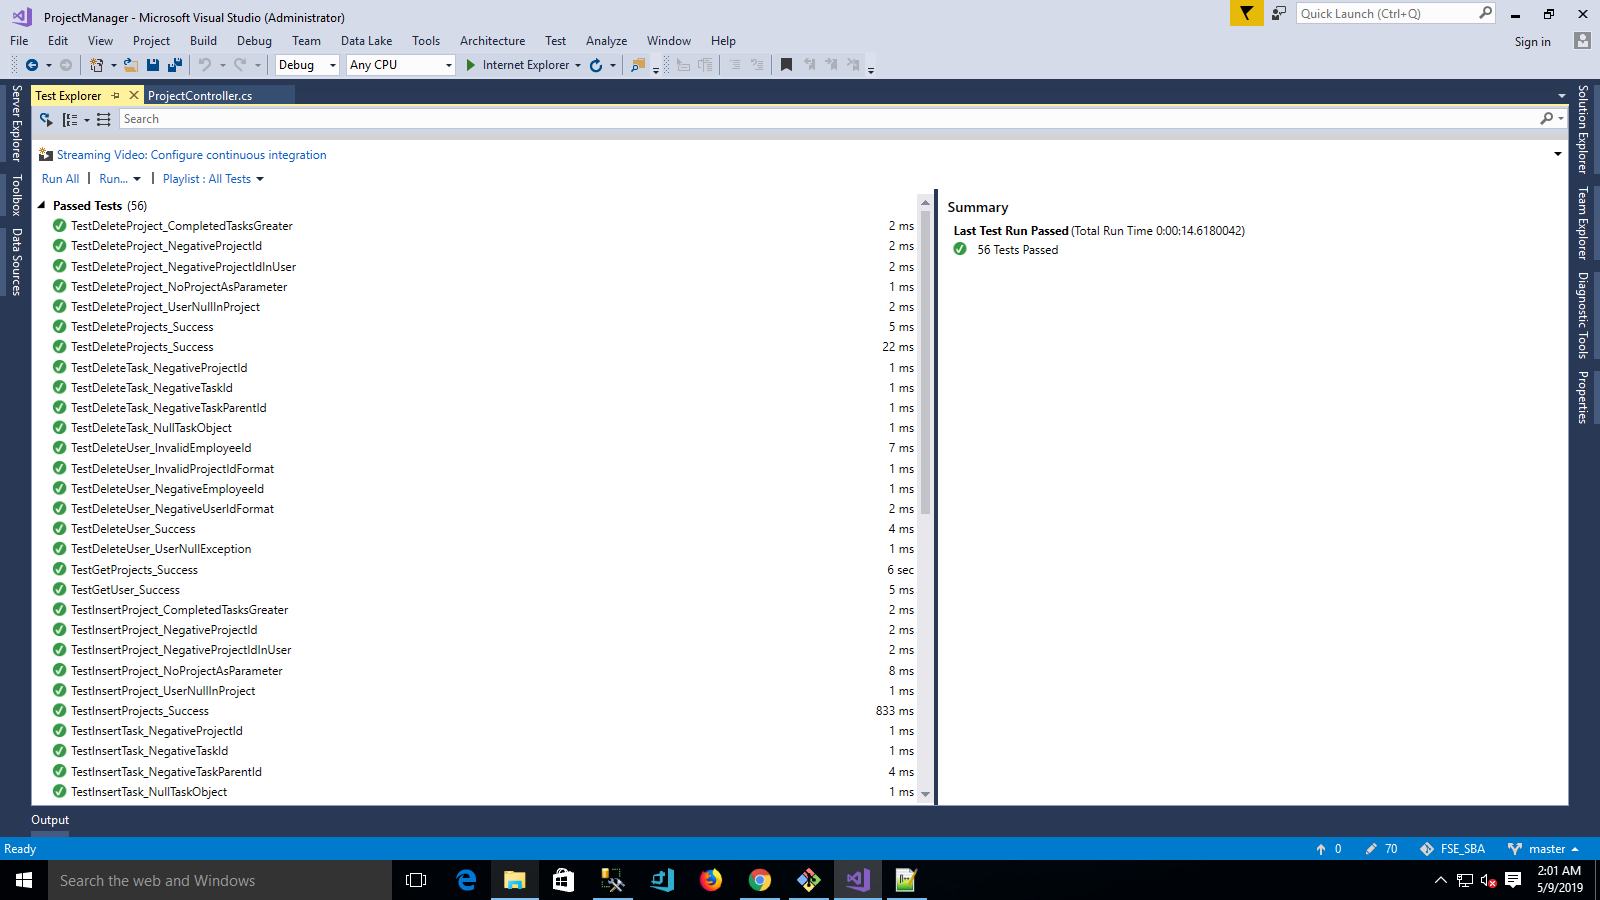 ProjectManager - Microsoft Visual Studio (Administrator)
Quick Launch (Ctrl+Q)
File Edit View Project Build Debug Team Data Lake Tools Architecture Test Analyze Window Help
Sign in
Debug Any CPU Internet Explorer
Test Explorer ProjectController.cs
Server Explorer
Toolbox
Data Sources
Search
Streaming Video: Configure continuous integration
Run All | Run... | Playlist : All Tests
Passed Tests (56)
TestDeleteProject_CompletedTasksGreater 2 ms
TestDeleteProject_NegativeProjectId 2 ms
TestDeleteProject_NegativeProjectIdInUser 2 ms
TestDeleteProject_NoProjectAsParameter 1 ms
TestDeleteProject_UserNullInProject 2 ms
TestDeleteProjects_Success 5 ms
TestDeleteProjects_Success 22 ms
TestDeleteTask_NegativeProjectId 1 ms
TestDeleteTask_NegativeTaskId 1 ms
TestDeleteTask_NegativeTaskParentId 1 ms
TestDeleteTask_NullTaskObject 1 ms
TestDeleteUser_InvalidEmployeeId 7 ms
TestDeleteUser_InvalidProjectIdFormat 1 ms
TestDeleteUser_NegativeEmployeeId 1 ms
TestDeleteUser_NegativeUserIdFormat 2 ms
TestDeleteUser_Success 4 ms
TestDeleteUser_UserNullException 1 ms
TestGetProjects_Success 6 sec
TestGetUser_Success 5 ms
TestInsertProject_CompletedTasksGreater 2 ms
TestInsertProject_NegativeProjectId 2 ms
TestInsertProject_NegativeProjectIdInUser 2 ms
TestInsertProject_NoProjectAsParameter 8 ms
TestInsertProject_UserNullInProject 1 ms
TestInsertProjects_Success 833 ms
TestInsertTask_NegativeProjectId 1 ms
TestInsertTask_NegativeTaskId 1 ms
TestInsertTask_NegativeTaskParentId 4 ms
TestInsertTask_NullTaskObject 1 ms
Summary
Last Test Run Passed (Total Run Time 0:00:14.6180042)
56 Tests Passed
Solution Explorer
Team Explorer
Diagnostic Tools
Properties
Output
Ready 0 70 FSE_SBA master
Search the web and Windows
2:01 AM
5/9/2019